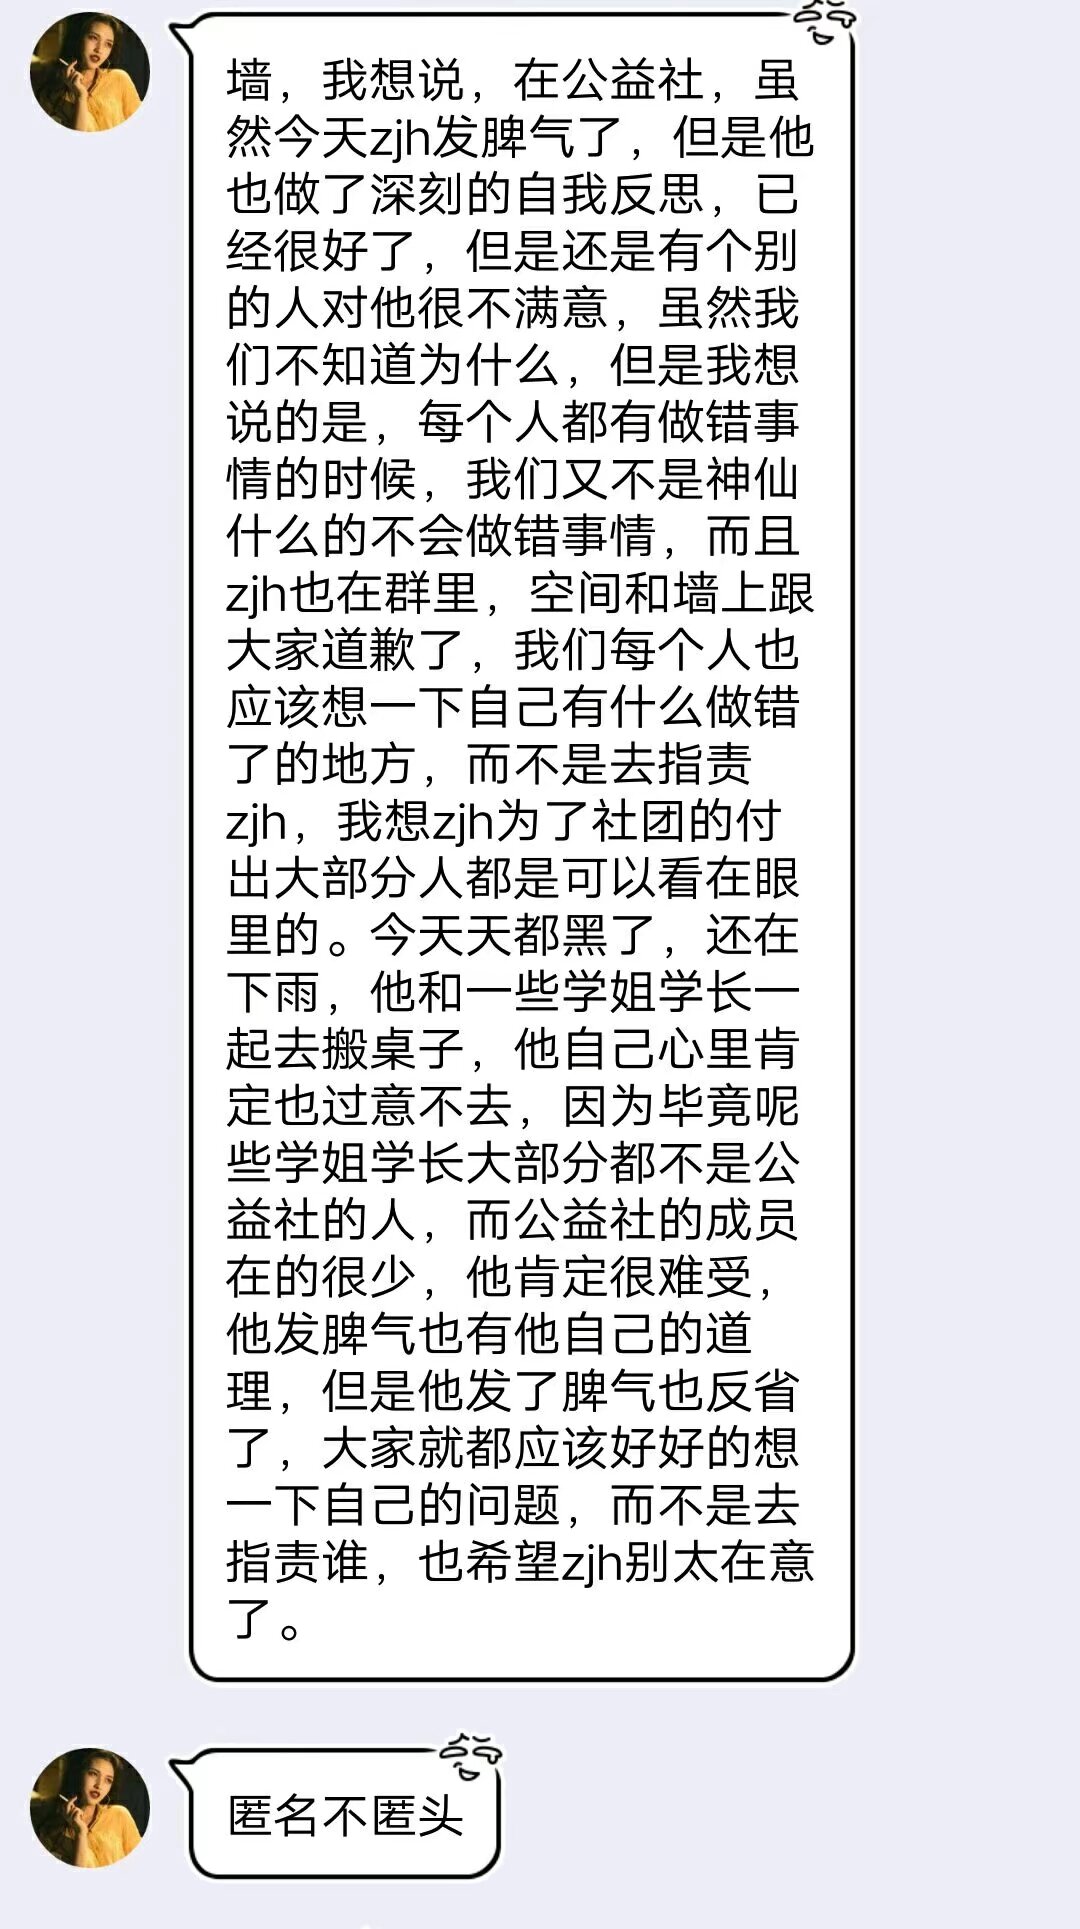 墙，我想说，在公益社，虽
然今天zjh发脾气了，但是他
也做了深刻的自我反思，已
经很好了，但是还是有个别
的人对他很不满意，虽然我
们不知道为什么，但是我想
说的是，每个人都有做错事
情的时候，我们又不是神仙
什么的不会做错事情，而且
zjh也在群里，空间和墙上跟
大家道歉了，我们每个人也
应该想一下自己有什么做错
了的地方，而不是去指责
zjh，我想zjh为了社团的付
出大部分人都是可以看在眼
里的。今天天都黑了，还在
下雨，他和一些学姐学长一
起去搬桌子，他自己心里肯
定也过意不去，因为毕竟呢
些学姐学长大部分都不是公
益社的人，而公益社的成员
在的很少，他肯定很难受，
他发脾气也有他自己的道
理，但是他发了脾气也反省
了，大家就都应该好好的想
一下自己的问题，而不是去
指责谁，也希望zjh别太在意
了。
匿名不匿头